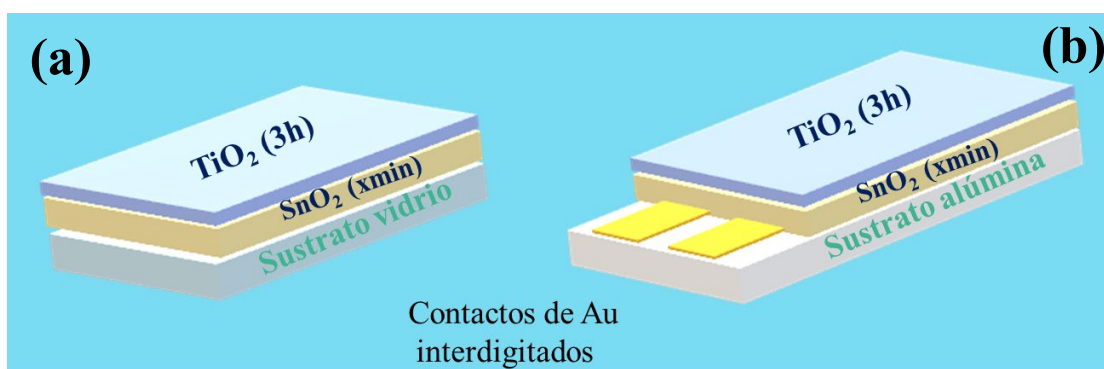 (a)
TiO₂ (3h)
SnO₂ (xmin)
Sustrato vidrio
(b)
TiO₂ (3h)
SnO₂ (xmin)
Sustrato alúmina
Contactos de Au
interdigitados